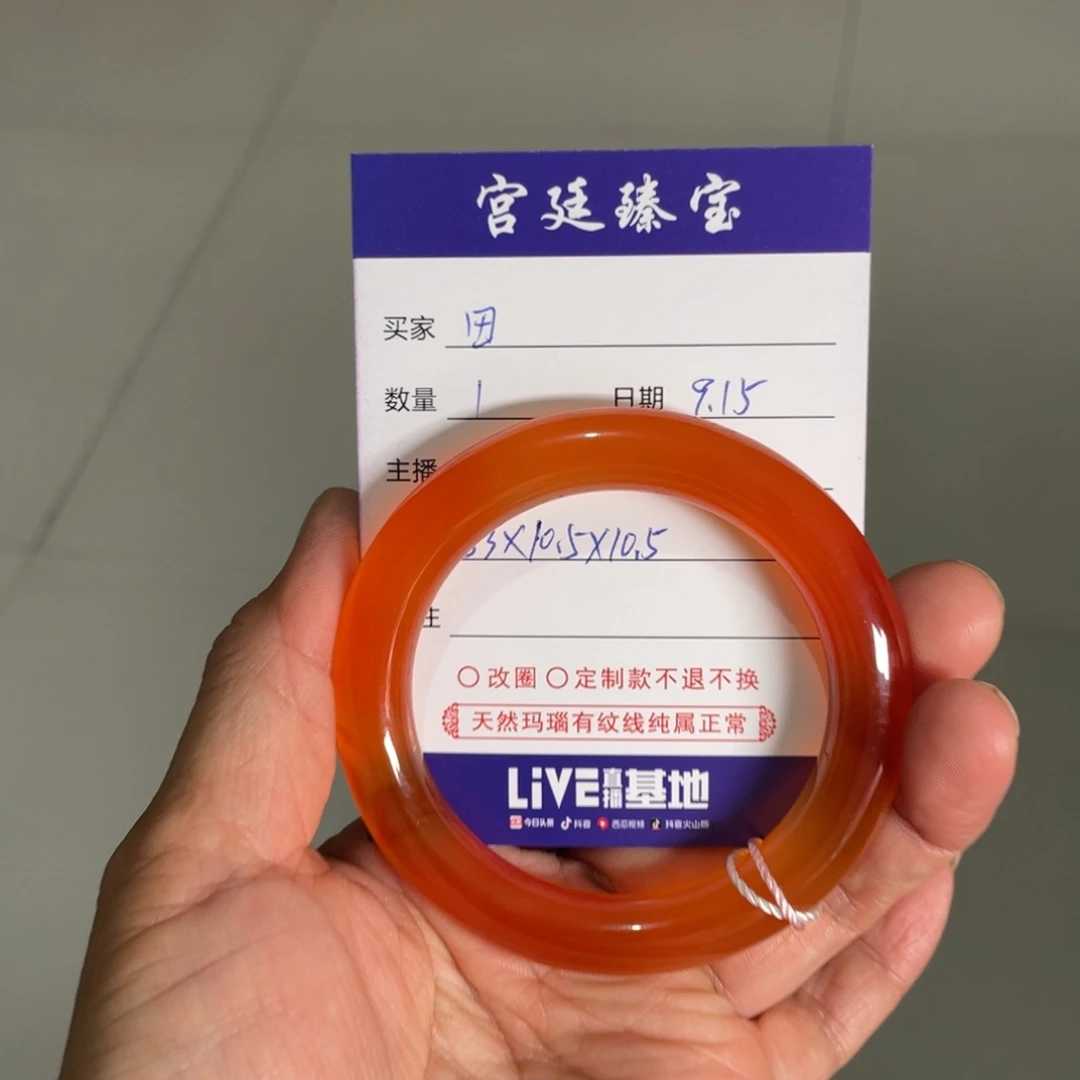 宫廷臻宝
买家 田
数量 1 日期 9.15
主播
3X10.5X10.5
主
○改圈○定制款不退不换
天然玛瑙有纹线纯属正常
LiVE直播基地
今日头条 抖音 西瓜视频 抖音火山版